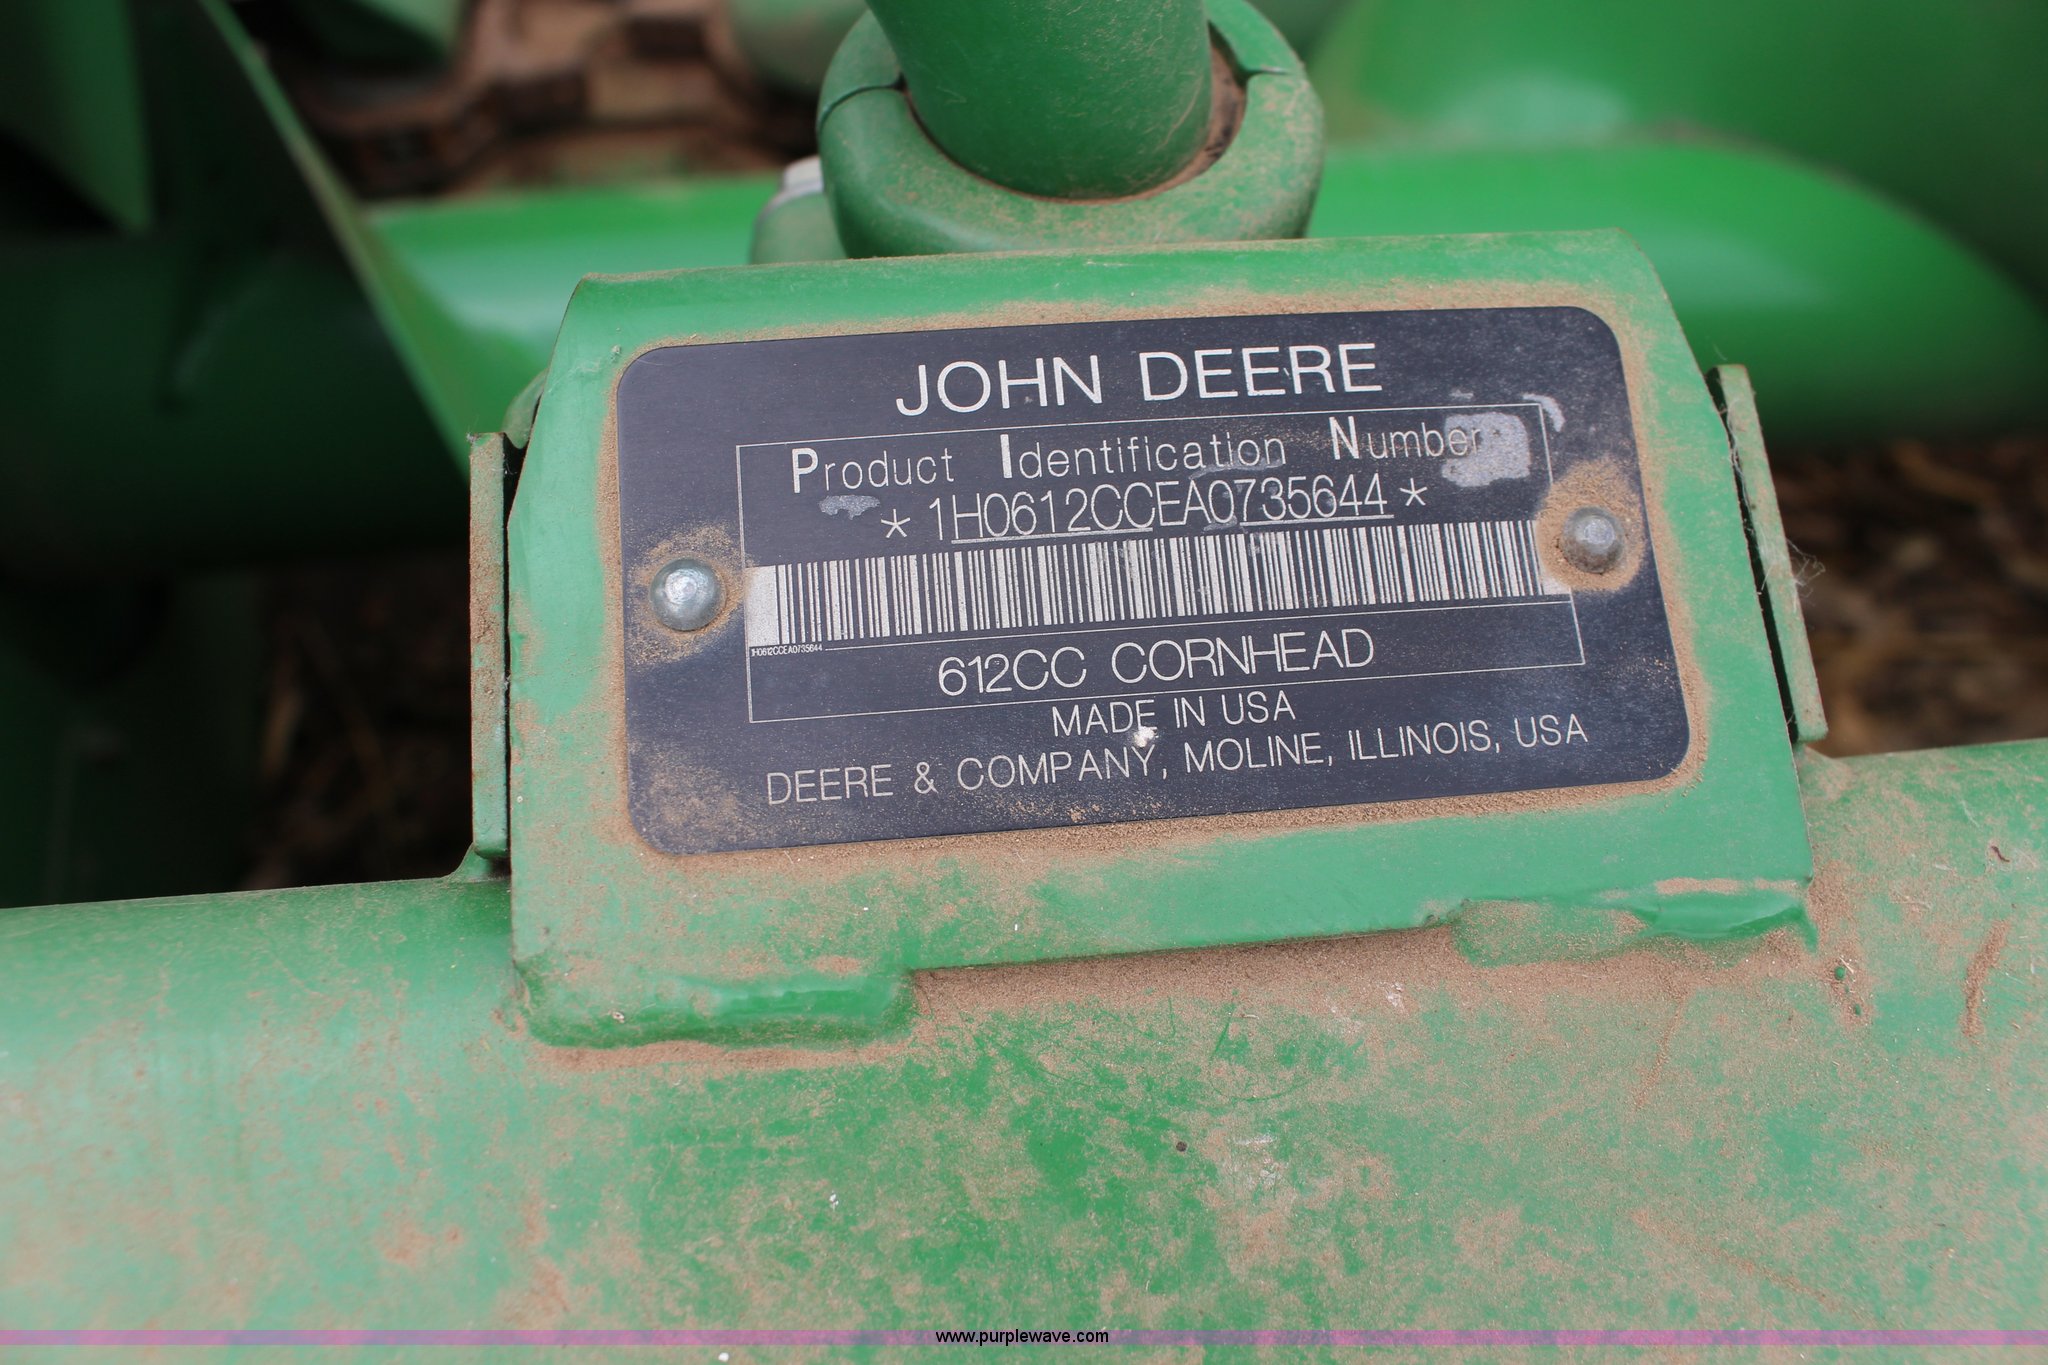 JOHN DEERE
Product Identification Number
* 1H0612CCEA0735644 *
1H0612CCEA0735644
612CC CORNHEAD
MADE IN USA
DEERE & COMPANY, MOLINE, ILLINOIS, USA
www.purplewave.com